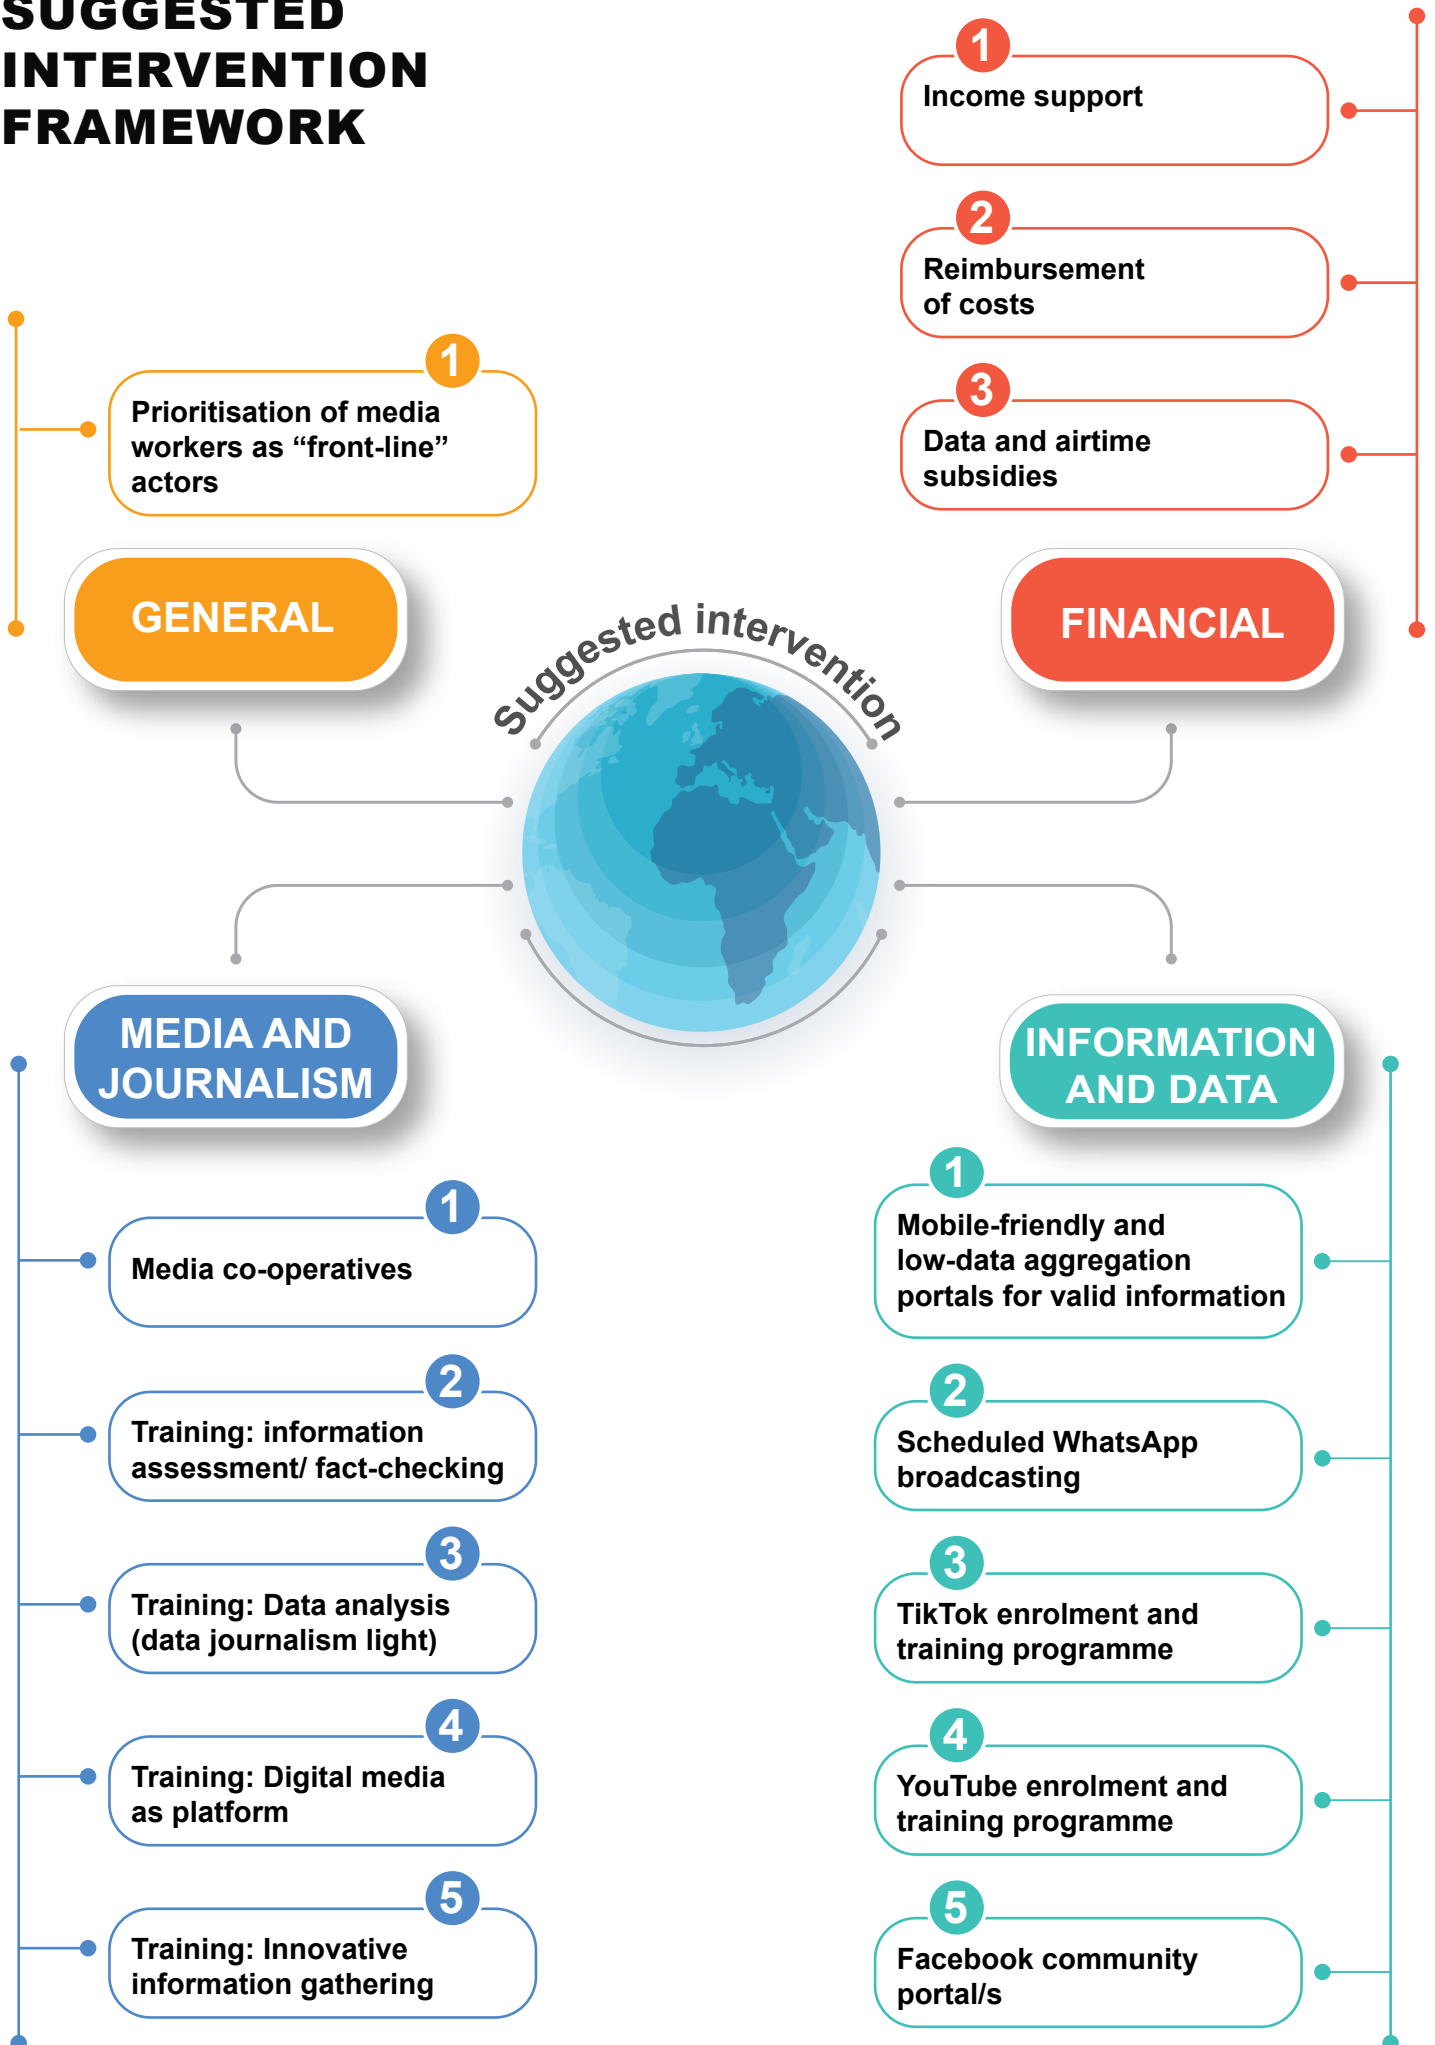 SUGGESTED
INTERVENTION
FRAMEWORK
1
Prioritisation of media
workers as “front-line”
actors
GENERAL
1
Income support
2
Reimbursement
of costs
3
Data and airtime
subsidies
FINANCIAL
Suggested intervention
MEDIA AND
JOURNALISM
1
Media co-operatives
2
Training: information
assessment/ fact-checking
3
Training: Data analysis
(data journalism light)
4
Training: Digital media
as platform
5
Training: Innovative
information gathering
INFORMATION
AND DATA
1
Mobile-friendly and
low-data aggregation
portals for valid information
2
Scheduled WhatsApp
broadcasting
3
TikTok enrolment and
training programme
4
YouTube enrolment and
training programme
5
Facebook community
portal/s